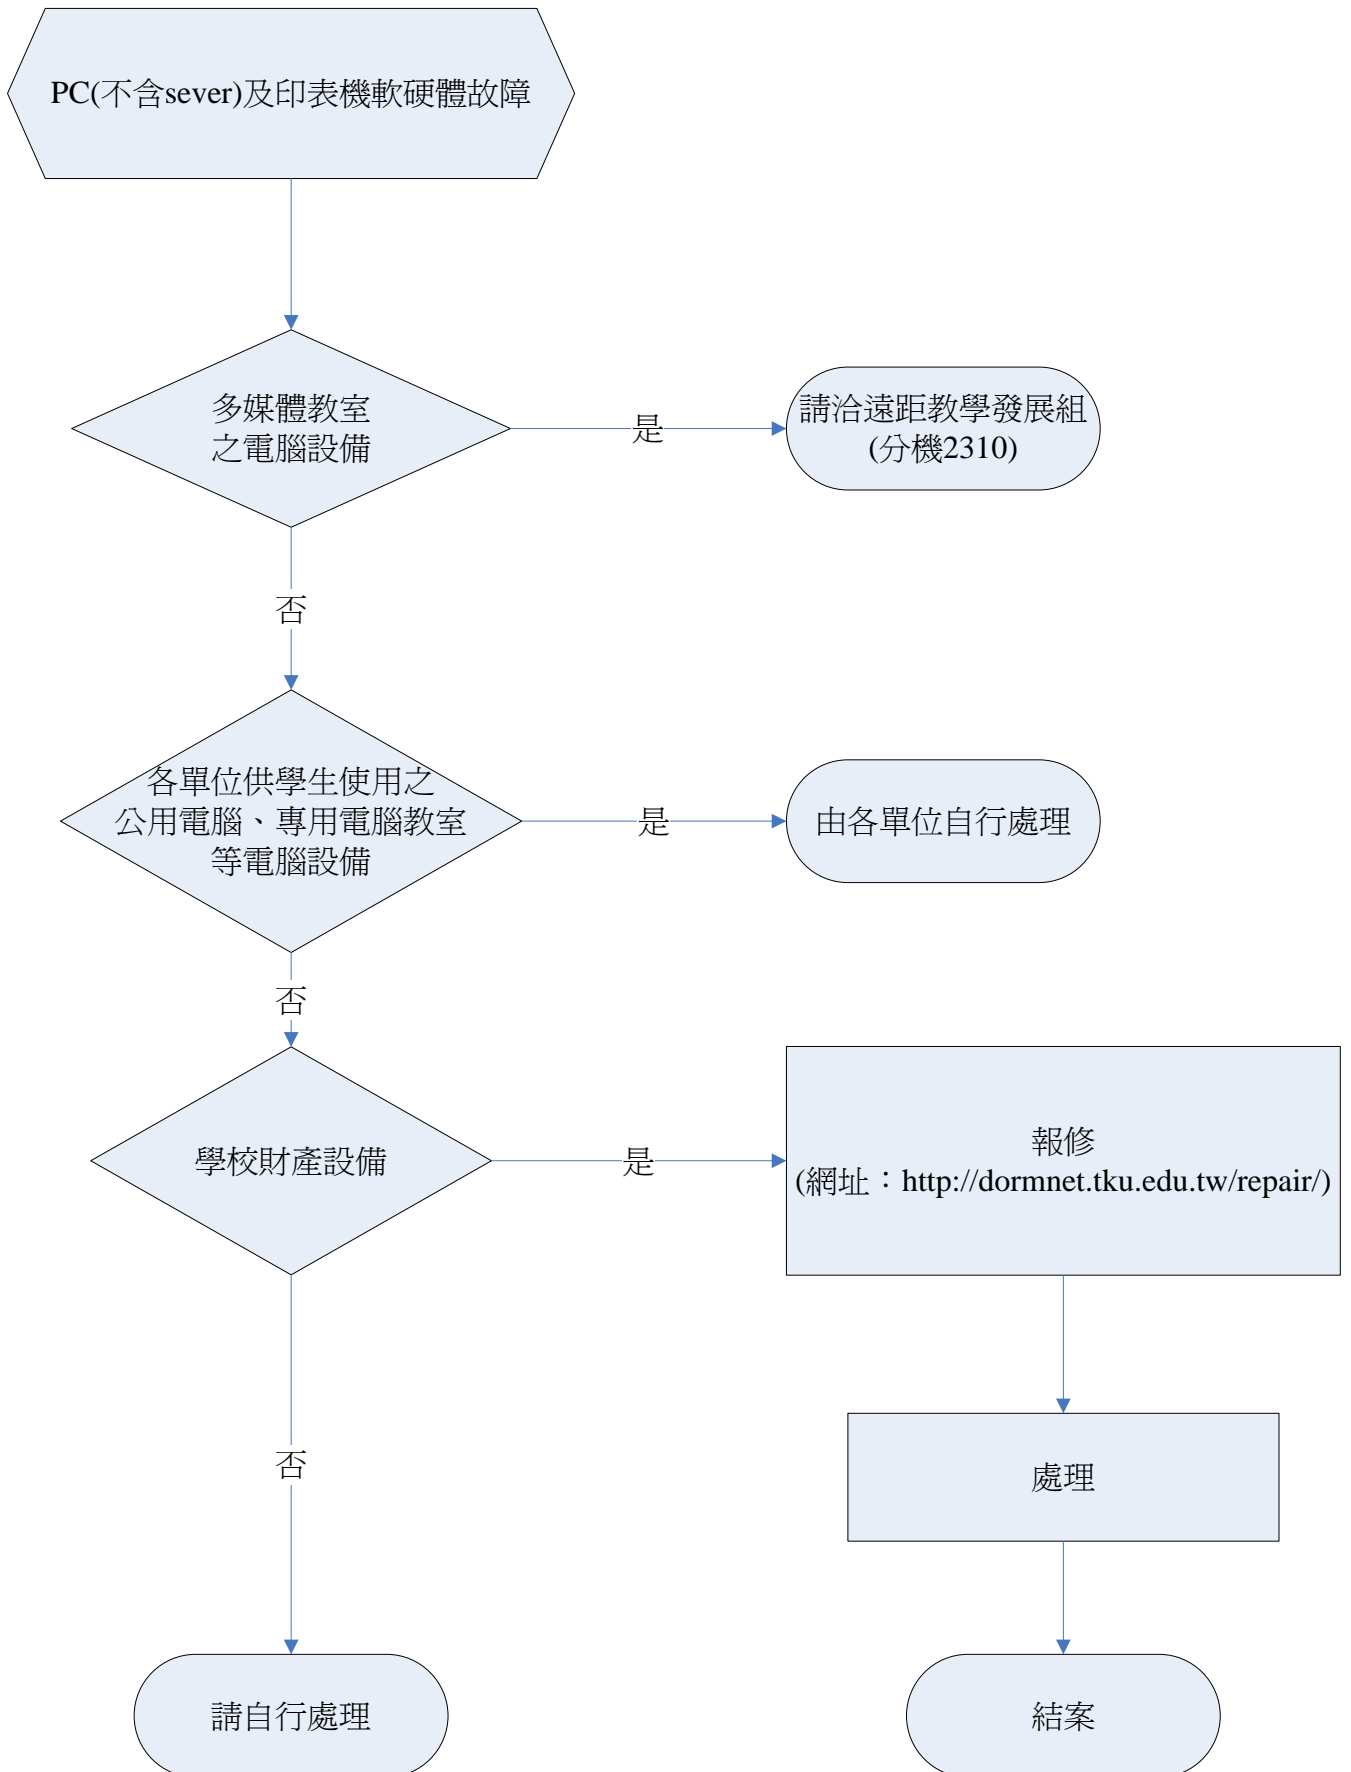 PC(不含sever)及印表機軟硬體故障
多媒體教室
之電腦設備
是
請洽遠距教學發展組
(分機2310)
否
各單位供學生使用之
公用電腦、專用電腦教室
等電腦設備
是
由各單位自行處理
否
學校財產設備
是
報修
(網址：http://dormnet.tku.edu.tw/repair/)
否
處理
請自行處理
結案